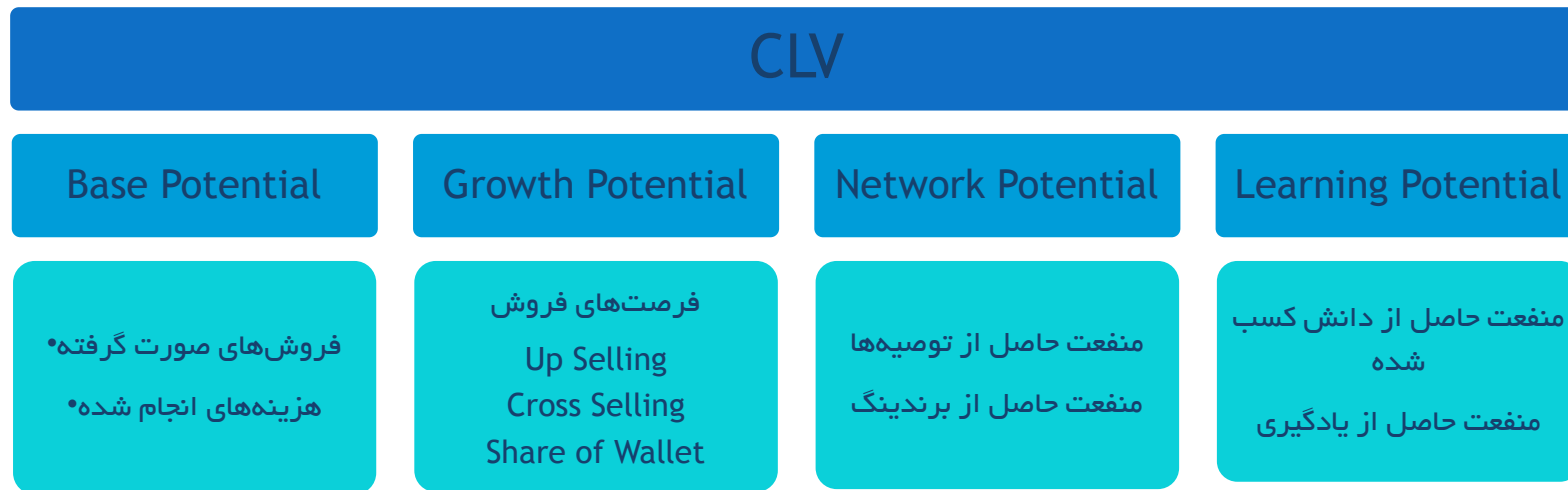 CLV
Base Potential
Growth Potential
Network Potential
Learning Potential
فروش‌های صورت گرفته•
هزینه‌های انجام شده•
فرصت‌های فروش
Up Selling
Cross Selling
Share of Wallet
منفعت حاصل از توصیه‌ها
منفعت حاصل از برندینگ
منفعت حاصل از دانش کسب
شده
منفعت حاصل از یادگیری